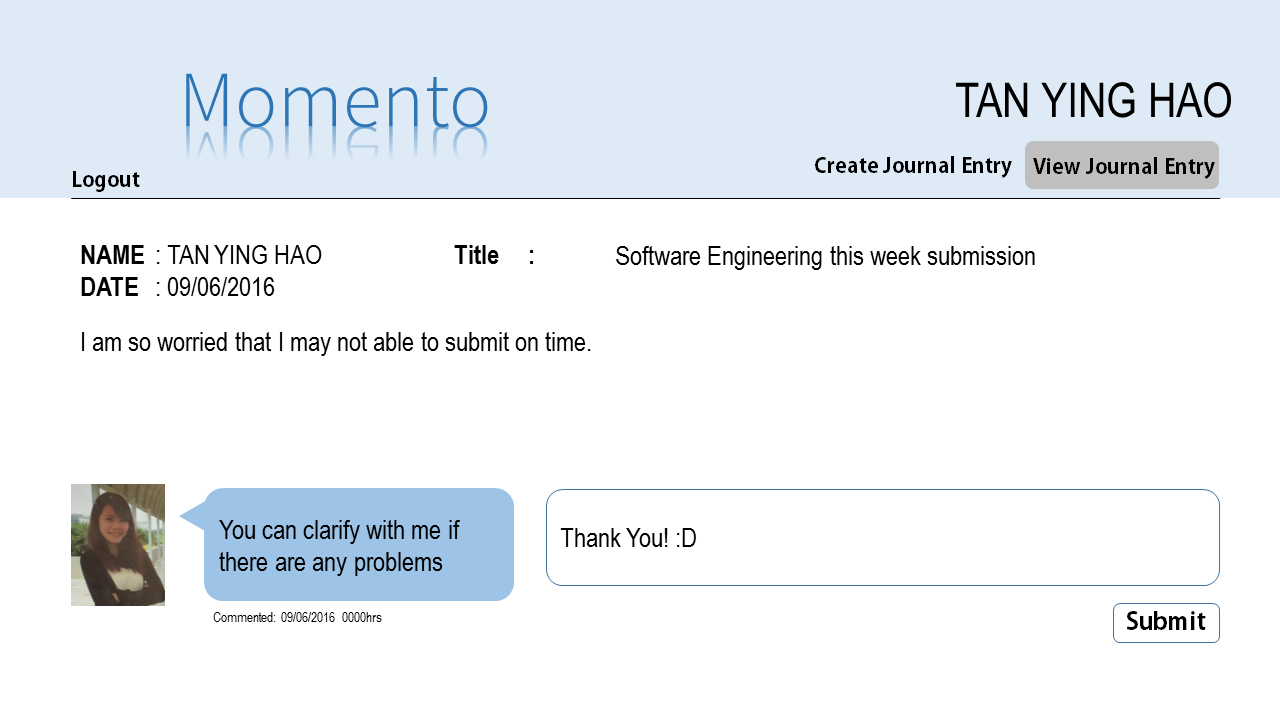 Momento
TAN YING HAO
Logout
Create Journal Entry
View Journal Entry
NAME : TAN YING HAO
Title :
Software Engineering this week submission
DATE : 09/06/2016
I am so worried that I may not able to submit on time.
You can clarify with me if
there are any problems
Thank You! :D
Commented: 09/06/2016 0000hrs
Submit